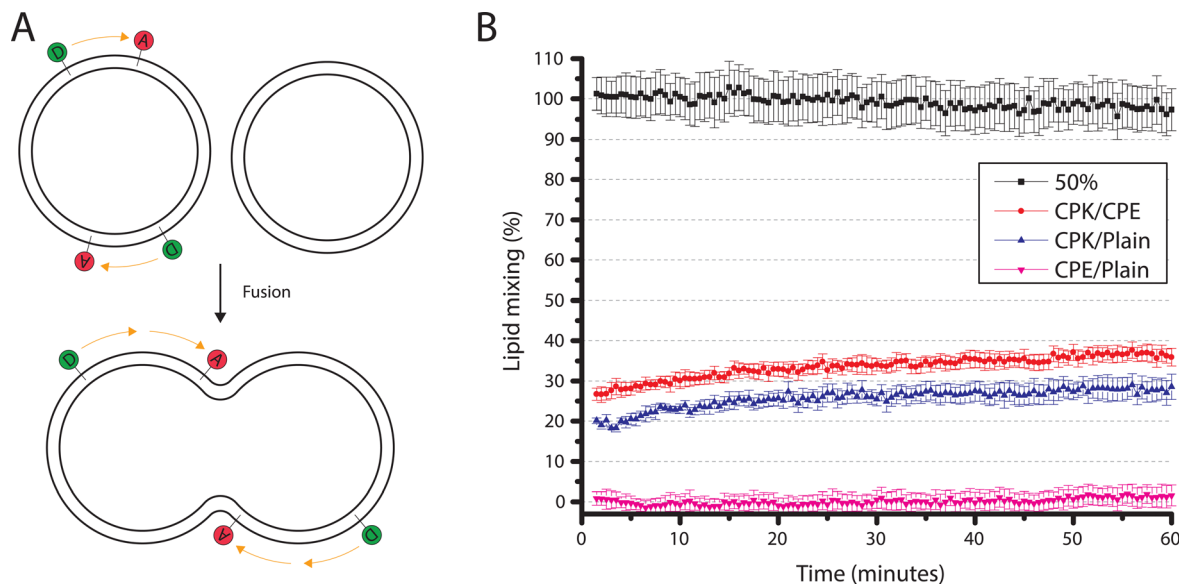 A
D
A
A
D
Fusion
D
A
A
D
B
Lipid mixing (%)
110
100
90
80
70
60
50
40
30
20
10
0
50%
CPK/CPE
CPK/Plain
CPE/Plain
0 10 20 30 40 50 60
Time (minutes)